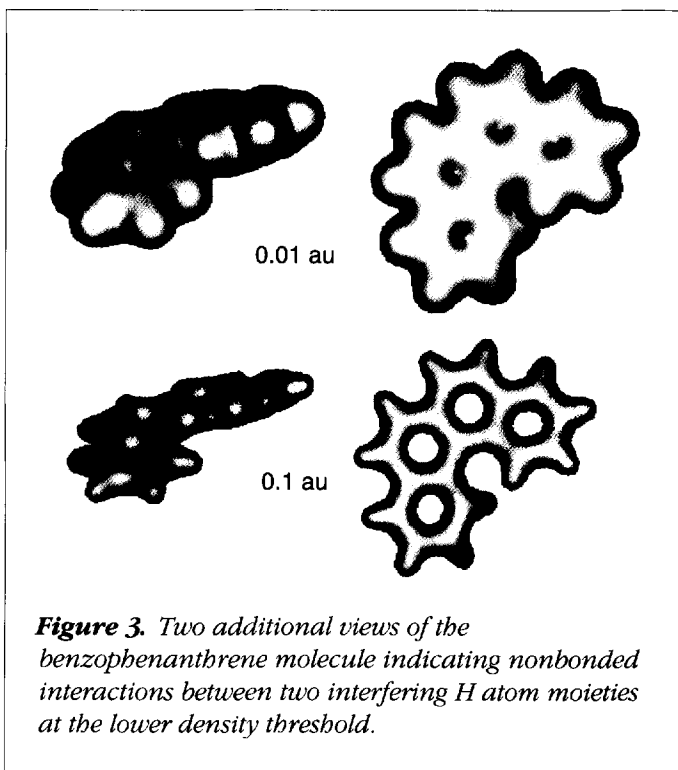 0.01 au
0.1 au
Figure 3. Two additional views of the
benzophenanthrene molecule indicating nonbonded
interactions between two interfering H atom moieties
at the lower density threshold.